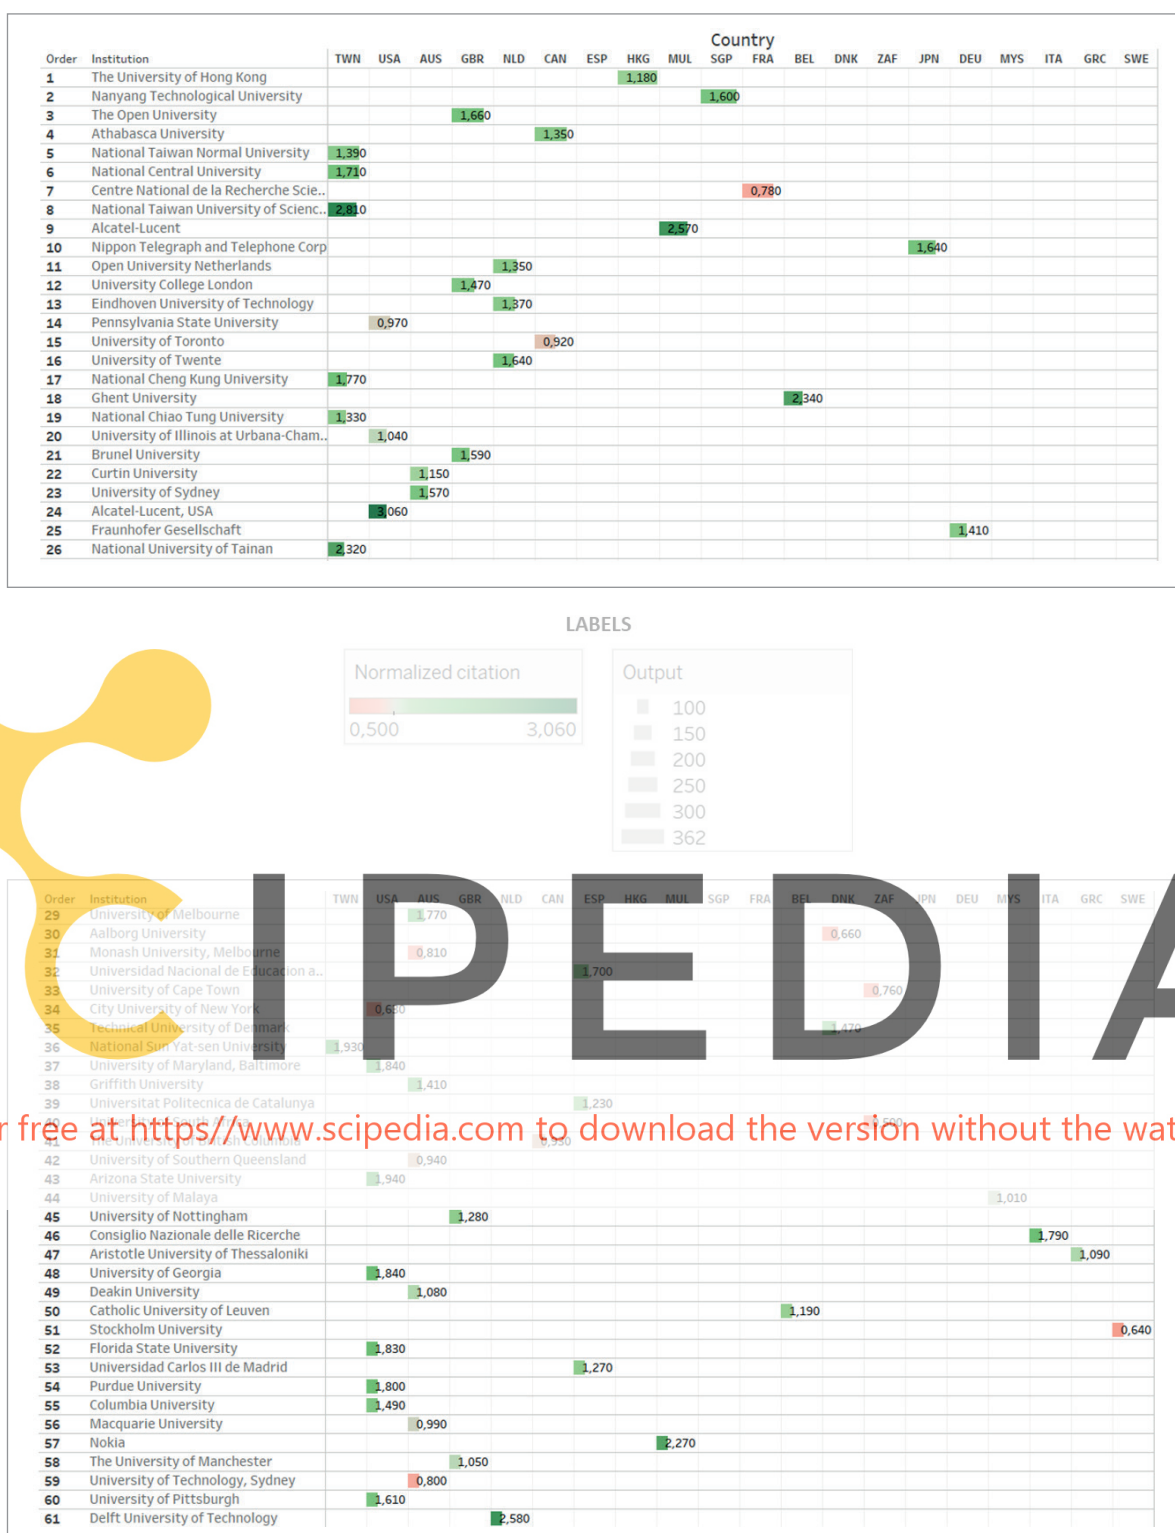 Country
Order Institution TWN USA AUS GBR NLD CAN ESP HKG MUL SGP FRA BEL DNK ZAF JPN DEU MYS ITA GRC SWE
1 The University of Hong Kong 1,180
2 Nanyang Technological University 1,600
3 The Open University 1,660
4 Athabasca University 1,350
5 National Taiwan Normal University 1,390
6 National Central University 1,710
7 Centre National de la Recherche Scie.. 0,780
8 National Taiwan University of Scienc.. 2,810
9 Alcatel-Lucent 2,570
10 Nippon Telegraph and Telephone Corp 1,640
11 Open University Netherlands 1,350
12 University College London 1,470
13 Eindhoven University of Technology 1,370
14 Pennsylvania State University 0,970
15 University of Toronto 0,920
16 University of Twente 1,640
17 National Cheng Kung University 1,770
18 Ghent University 2,340
19 National Chiao Tung University 1,330
20 University of Illinois at Urbana-Cham.. 1,040
21 Brunel University 1,590
22 Curtin University 1,150
23 University of Sydney 1,570
24 Alcatel-Lucent, USA 3,060
25 Fraunhofer Gesellschaft 1,410
26 National University of Tainan 2,320
LABELS
Normalized citation
0,500 3,060
Output
100
150
200
250
300
362
Order Institution TWN USA AUS GBR NLD CAN ESP HKG MUL SGP FRA BEL DNK ZAF JPN DEU MYS ITA GRC SWE
29 University of Melbourne 1,770
30 Aalborg University 0,660
31 Monash University, Melbourne 0,810
32 Universidad Nacional de Educacion a.. 1,700
33 University of Cape Town 0,760
34 City University of New York 0,630
35 Technical University of Denmark 1,470
36 National Sun Yat-sen University 1,930
37 University of Maryland, Baltimore 1,840
38 Griffith University 1,410
39 Universitat Politecnica de Catalunya 1,230
40 University of South Africa 0,500
41 The University of British Columbia 0,930
42 University of Southern Queensland 0,940
43 Arizona State University 1,940
44 University of Malaya 1,010
45 University of Nottingham 1,280
46 Consiglio Nazionale delle Ricerche 1,790
47 Aristotle University of Thessaloniki 1,090
48 University of Georgia 1,840
49 Deakin University 1,080
50 Catholic University of Leuven 1,190
51 Stockholm University 0,640
52 Florida State University 1,830
53 Universidad Carlos III de Madrid 1,270
54 Purdue University 1,800
55 Columbia University 1,490
56 Macquarie University 0,990
57 Nokia 2,270
58 The University of Manchester 1,050
59 University of Technology, Sydney 0,800
60 University of Pittsburgh 1,610
61 Delft University of Technology 2,580
CIPEDIA
r free at https://www.scipedia.com to download the version without the wat